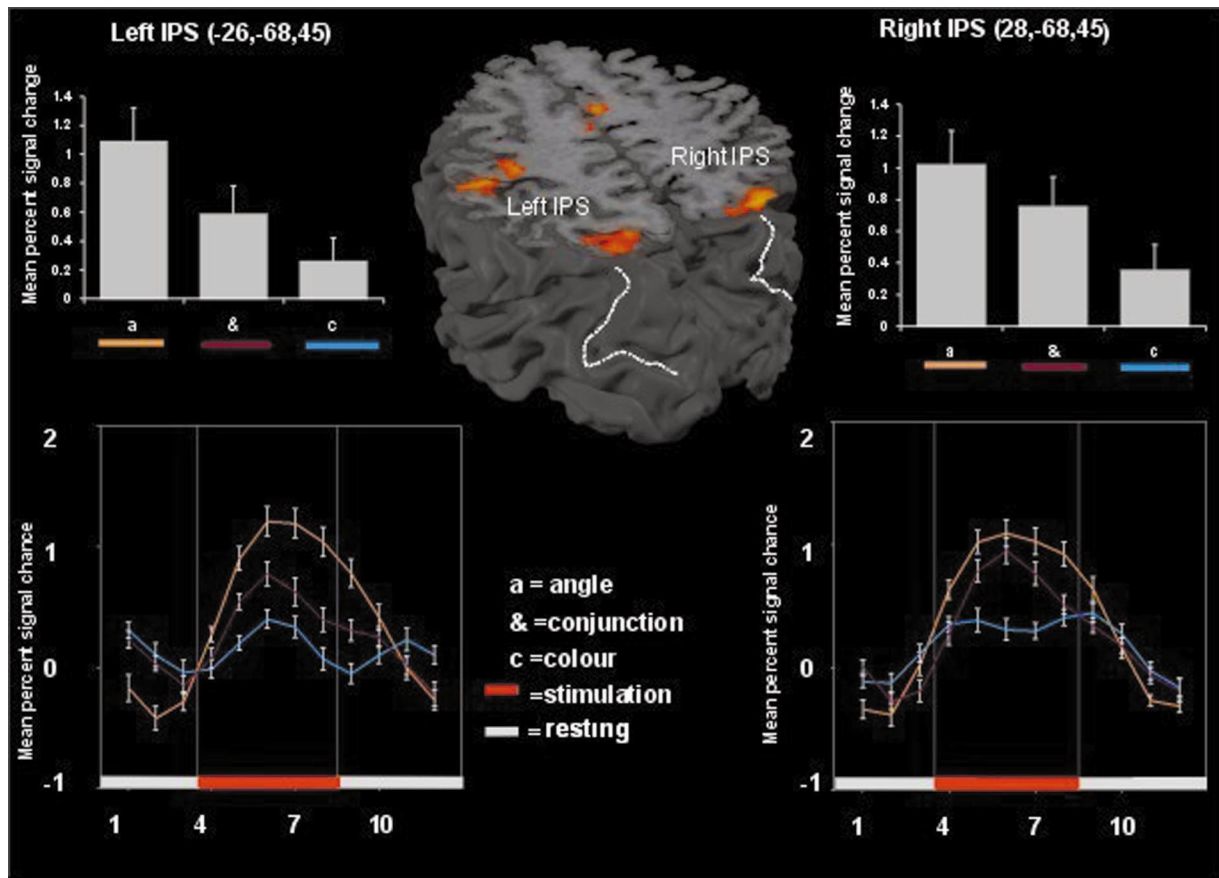 Left IPS (-26,-68,45)
Mean percent signal change
1.4
1.2
1
0.8
0.6
0.4
0.2
0
a & c
Right IPS
Left IPS
Right IPS (28,-68,45)
Mean percent signal change
1.4
1.2
1
0.8
0.6
0.4
0.2
0
a & c
Mean percent signal chance
2
1
0
-1
1 4 7 10
a = angle
& =conjunction
c =colour
=stimulation
= resting
Mean percent signal chance
2
1
0
-1
1 4 7 10